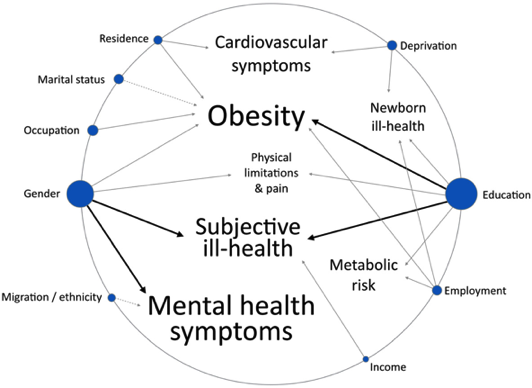 Residence
Cardiovascular
symptoms
Deprivation
Marital status
Obesity
Newborn
ill-health
Occupation
Physical
limitations
& pain
Gender
Education
Subjective
ill-health
Metabolic
risk
Migration / ethnicity
Mental health
symptoms
Employment
Income